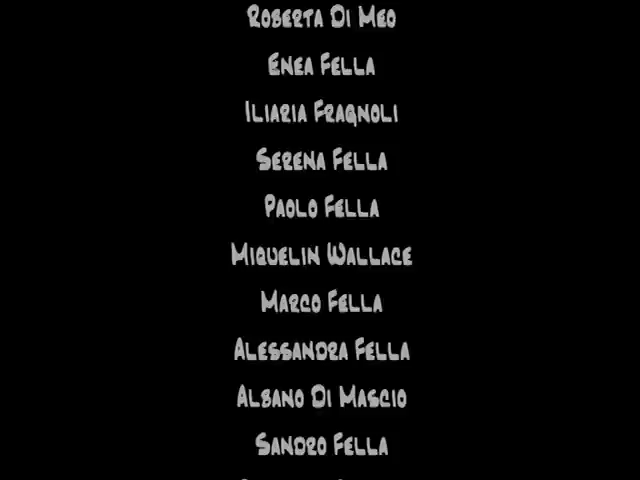 Roberta Di Meo
Enea Fella
Iliaria Fragnoli
Serena Fella
Paolo Fella
Miquelin Wallace
Marco Fella
Alessandra Fella
Albano Di Mascio
Sandro Fella